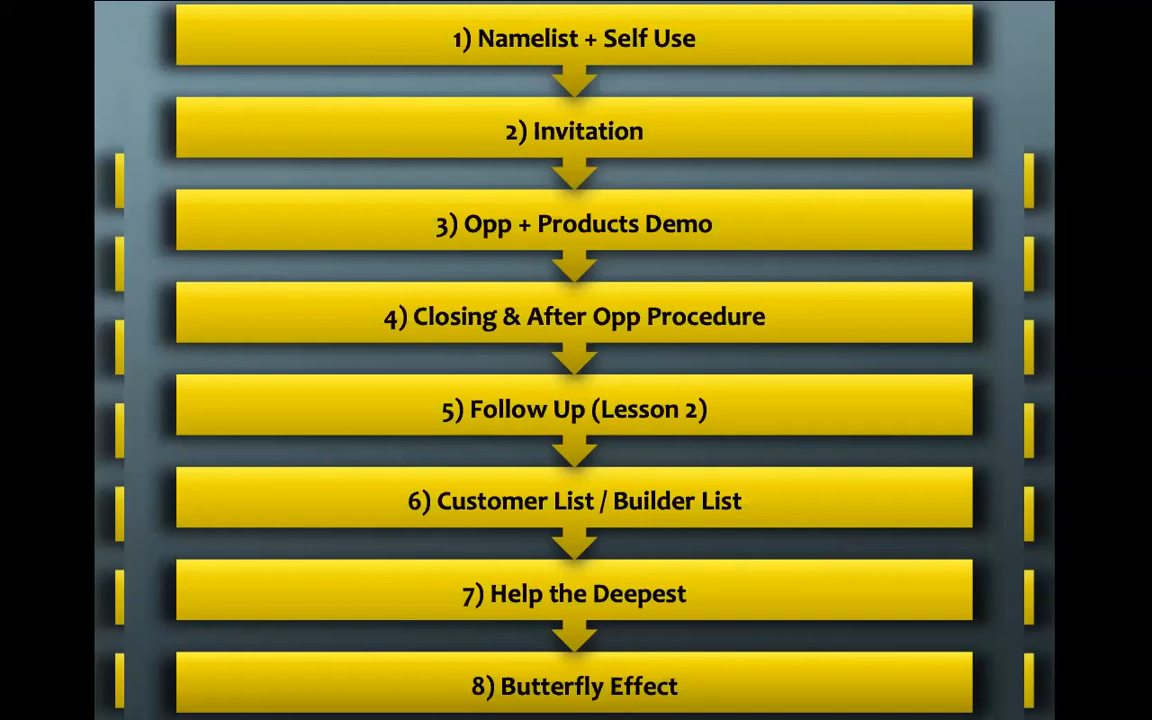 1) Namelist + Self Use
2) Invitation
3) Opp + Products Demo
4) Closing & After Opp Procedure
5) Follow Up (Lesson 2)
6) Customer List / Builder List
7) Help the Deepest
8) Butterfly Effect